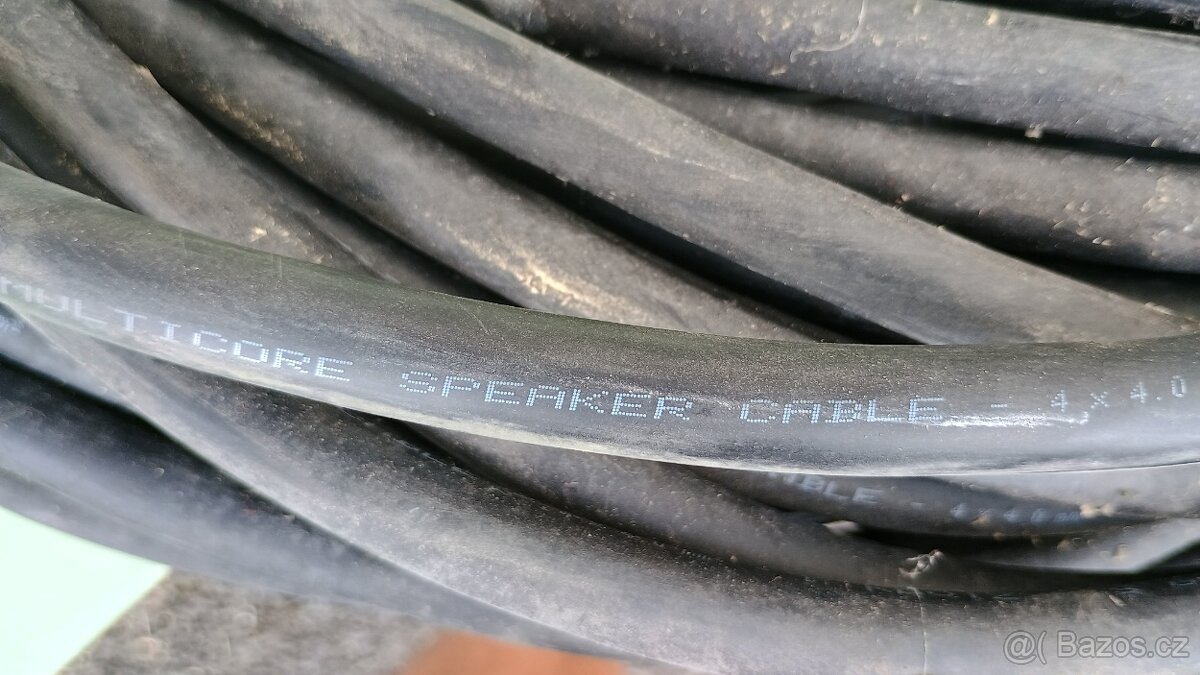 MULTICORE SPEAKER CABLE - 4 x 4.0
@( Bazos.cz